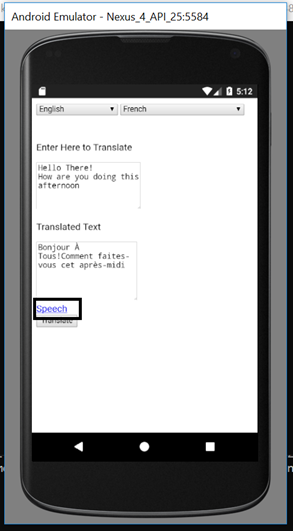 Android Emulator - Nexus_4_API_25:5584
5:12
English French
Enter Here to Translate
Hello There!
How are you doing this
afternoon
Translated Text
Bonjour À
Tous!Comment faites-
vous cet après-midi
Speech
Translate